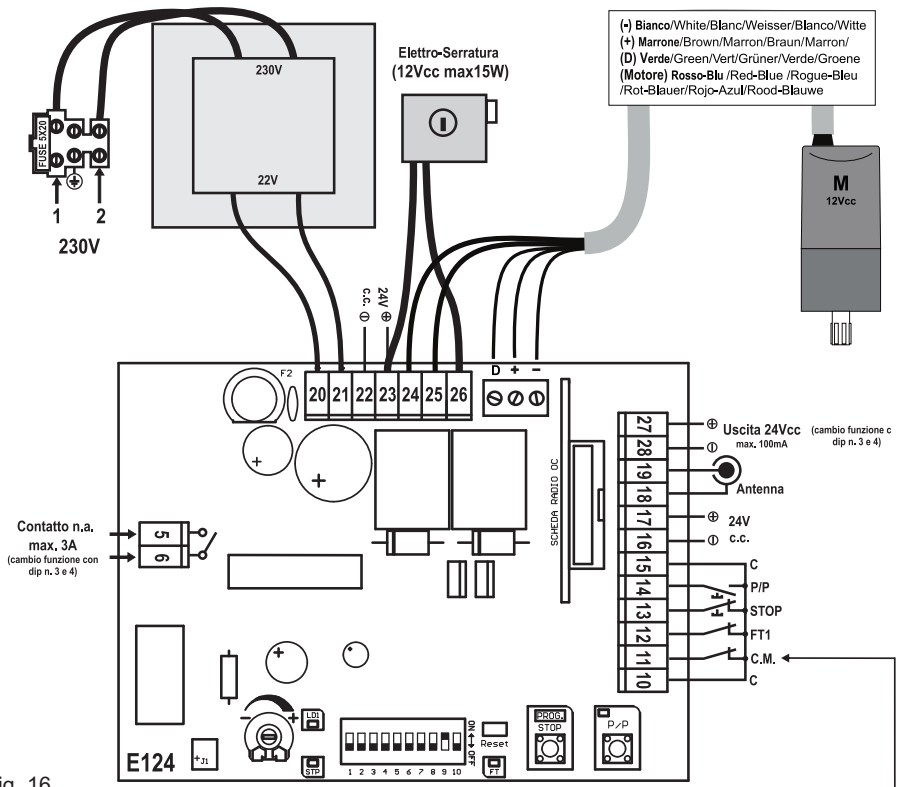 (-) Bianco/White/Blanc/Weisser/Blanco/Witte
(+) Marrone/Brown/Marron/Braun/Marron/
(D) Verde/Green/Vert/Grüner/Verde/Groene
(Motore) Rosso-Blu /Red-Blue /Rogue-Bleu
/Rot-Blauer/Rojo-Azul/Rood-Blauwe
Elettro-Serratura
(12Vcc max15W)
230V
22V
FUSE 5X20
1 2
230V
M
12Vcc
c.c. ⊖
24V ⊕
D + -
F2
20 21 22 23 24 25 26
+
+
SCHEDA RADIO OC
27
28
19
18
17
16
15
14
13
12
11
10
⊕ Uscita 24Vcc
max. 100mA
(cambio funzione c
dip n. 3 e 4)
Antenna
⊕ 24V
c.c.
C
P/P
STOP
FT1
C.M.
C
Contatto n.a.
max. 3A
(cambio funzione con
dip n. 3 e 4)
5
6
+
+
- +
LD1
STP
E124
+J1
1 2 3 4 5 6 7 8 9 10
ON ↔ OFF
Reset
FT
PROG.
STOP
P/P